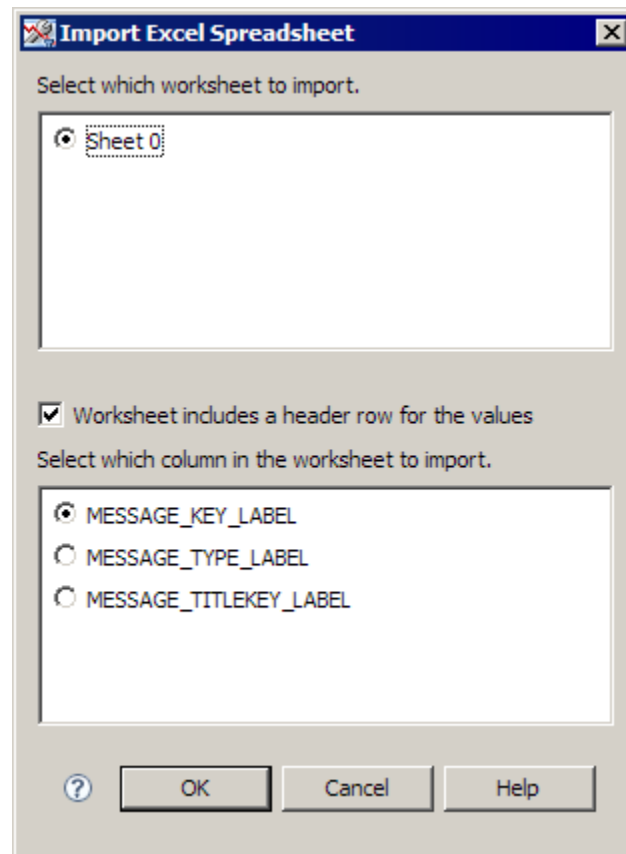 Import Excel Spreadsheet
Select which worksheet to import.
Sheet 0
Worksheet includes a header row for the values
Select which column in the worksheet to import.
MESSAGE_KEY_LABEL
MESSAGE_TYPE_LABEL
MESSAGE_TITLEKEY_LABEL
? OK Cancel Help